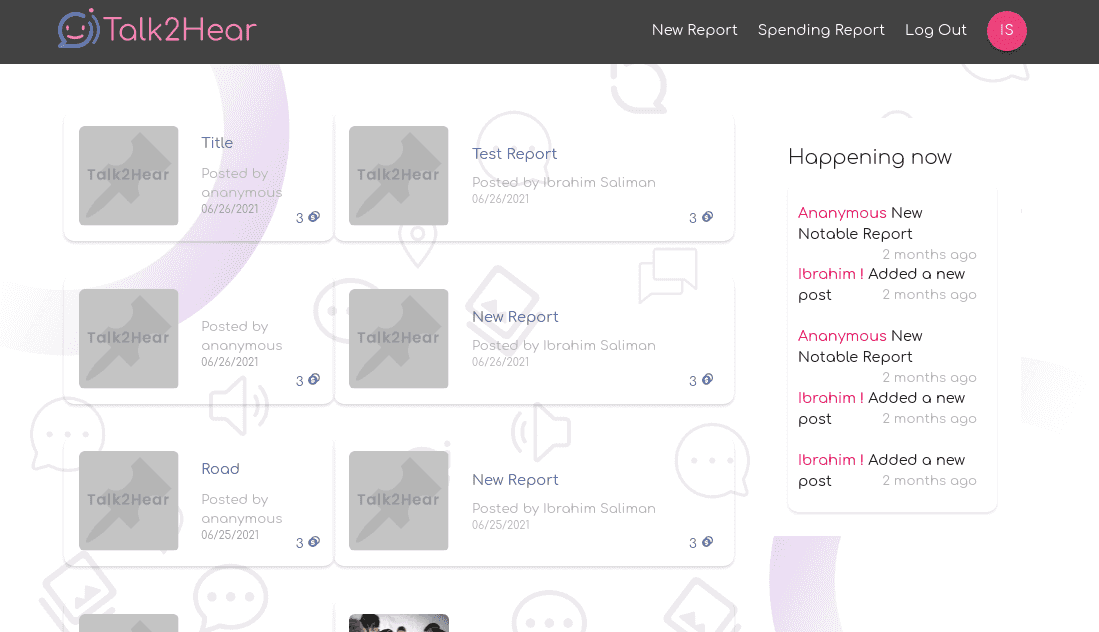 Talk2Hear
New Report
Spending Report
Log Out
IS
Talk2Hear
Title
Posted by
ananymous
06/26/2021
3
Talk2Hear
Test Report
Posted by Ibrahim Saliman
06/26/2021
3
Talk2Hear
Posted by
ananymous
06/26/2021
3
Talk2Hear
New Report
Posted by Ibrahim Saliman
06/26/2021
3
Talk2Hear
Road
Posted by
ananymous
06/25/2021
3
Talk2Hear
New Report
Posted by Ibrahim Saliman
06/25/2021
3
Happening now
Ananymous New
Notable Report
2 months ago
Ibrahim ! Added a new
post 2 months ago
Anonymous New
Notable Report
2 months ago
Ibrahim ! Added a new
post 2 months ago
Ibrahim ! Added a new
post 2 months ago